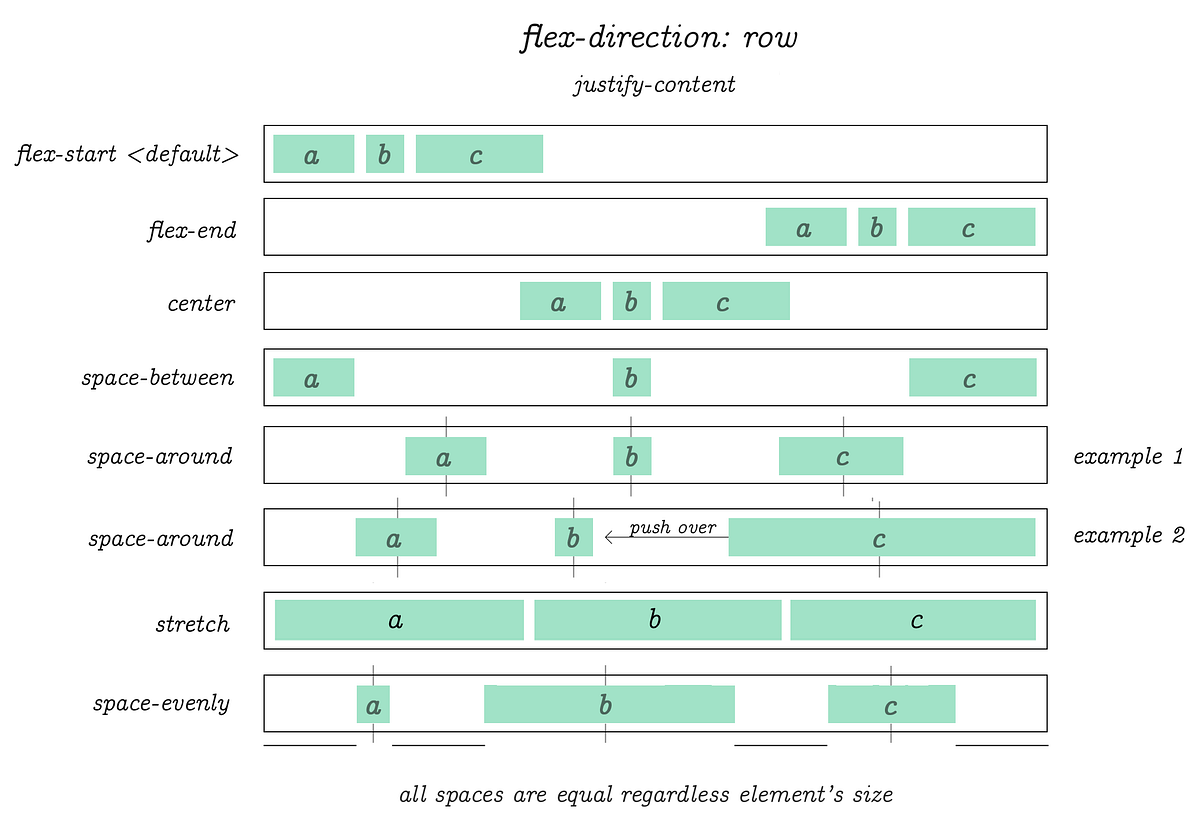 flex-direction: row
justify-content
flex-start <default> a b c
flex-end a b c
center a b c
space-between a b c
space-around a b c example 1
space-around a b push over c example 2
stretch a b c
space-evenly a b c
all spaces are equal regardless element's size